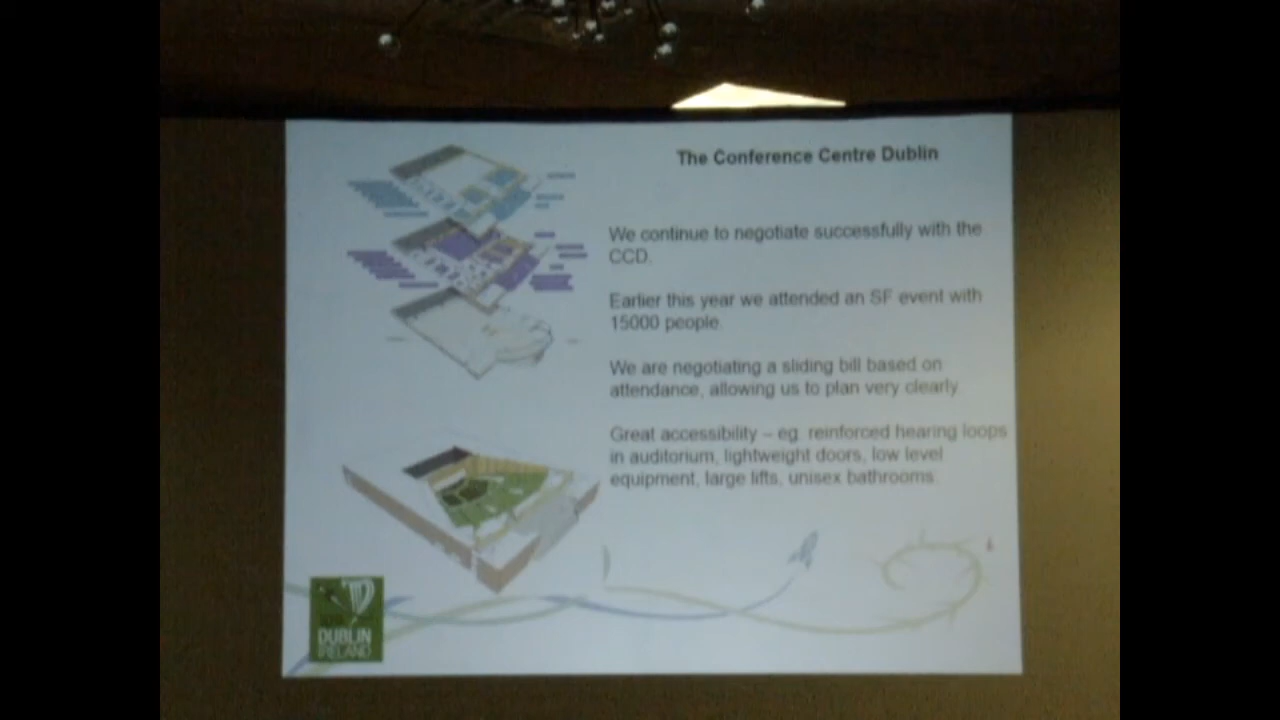 The Conference Centre Dublin
We continue to negotiate successfully with the
CCD.
Earlier this year we attended an SF event with
15000 people.
We are negotiating a sliding bill based on
attendance, allowing us to plan very clearly.
Great accessibility – eg. reinforced hearing loops
in auditorium, lightweight doors, low level
equipment, large lifts, unisex bathrooms.
DUBLIN
IRELAND